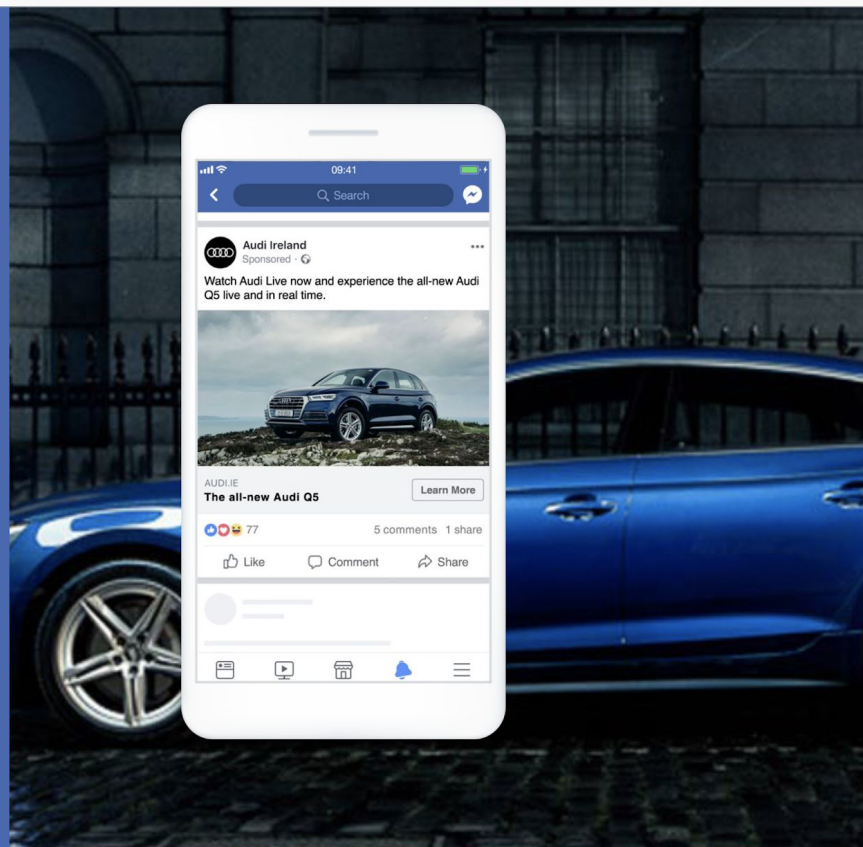 09:41
Search
Audi Ireland
Sponsored ·
Watch Audi Live now and experience the all-new Audi
Q5 live and in real time.
AUDI.IE
The all-new Audi Q5
Learn More
77
5 comments 1 share
Like
Comment
Share